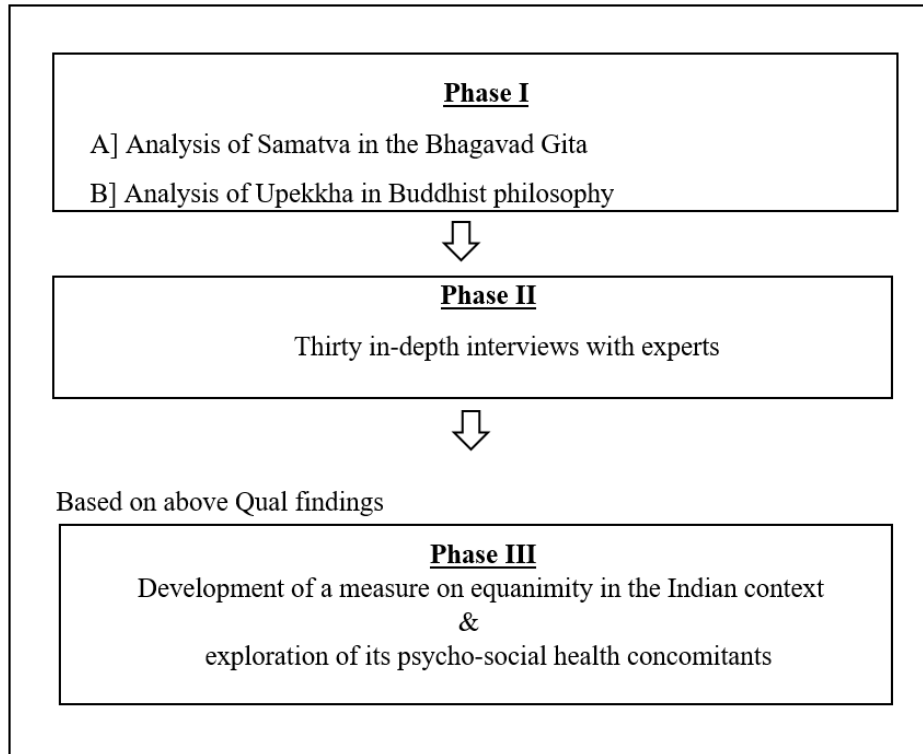 Phase I
A] Analysis of Samatva in the Bhagavad Gita
B] Analysis of Upekkha in Buddhist philosophy
Phase II
Thirty in-depth interviews with experts
Based on above Qual findings
Phase III
Development of a measure on equanimity in the Indian context
&
exploration of its psycho-social health concomitants